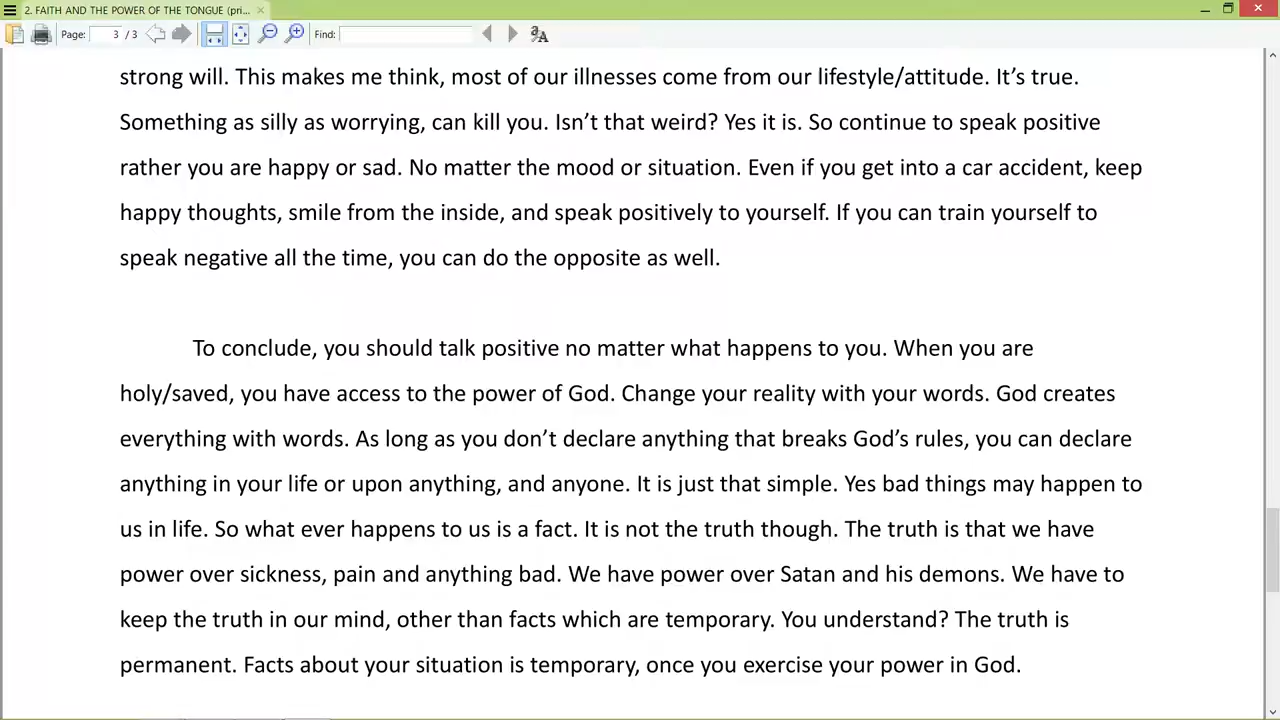 2. FAITH AND THE POWER OF THE TONGUE (pri...
Page: 3 / 3 Find:
strong will. This makes me think, most of our illnesses come from our lifestyle/attitude. It’s true.
Something as silly as worrying, can kill you. Isn’t that weird? Yes it is. So continue to speak positive
rather you are happy or sad. No matter the mood or situation. Even if you get into a car accident, keep
happy thoughts, smile from the inside, and speak positively to yourself. If you can train yourself to
speak negative all the time, you can do the opposite as well.
To conclude, you should talk positive no matter what happens to you. When you are
holy/saved, you have access to the power of God. Change your reality with your words. God creates
everything with words. As long as you don’t declare anything that breaks God’s rules, you can declare
anything in your life or upon anything, and anyone. It is just that simple. Yes bad things may happen to
us in life. So what ever happens to us is a fact. It is not the truth though. The truth is that we have
power over sickness, pain and anything bad. We have power over Satan and his demons. We have to
keep the truth in our mind, other than facts which are temporary. You understand? The truth is
permanent. Facts about your situation is temporary, once you exercise your power in God.